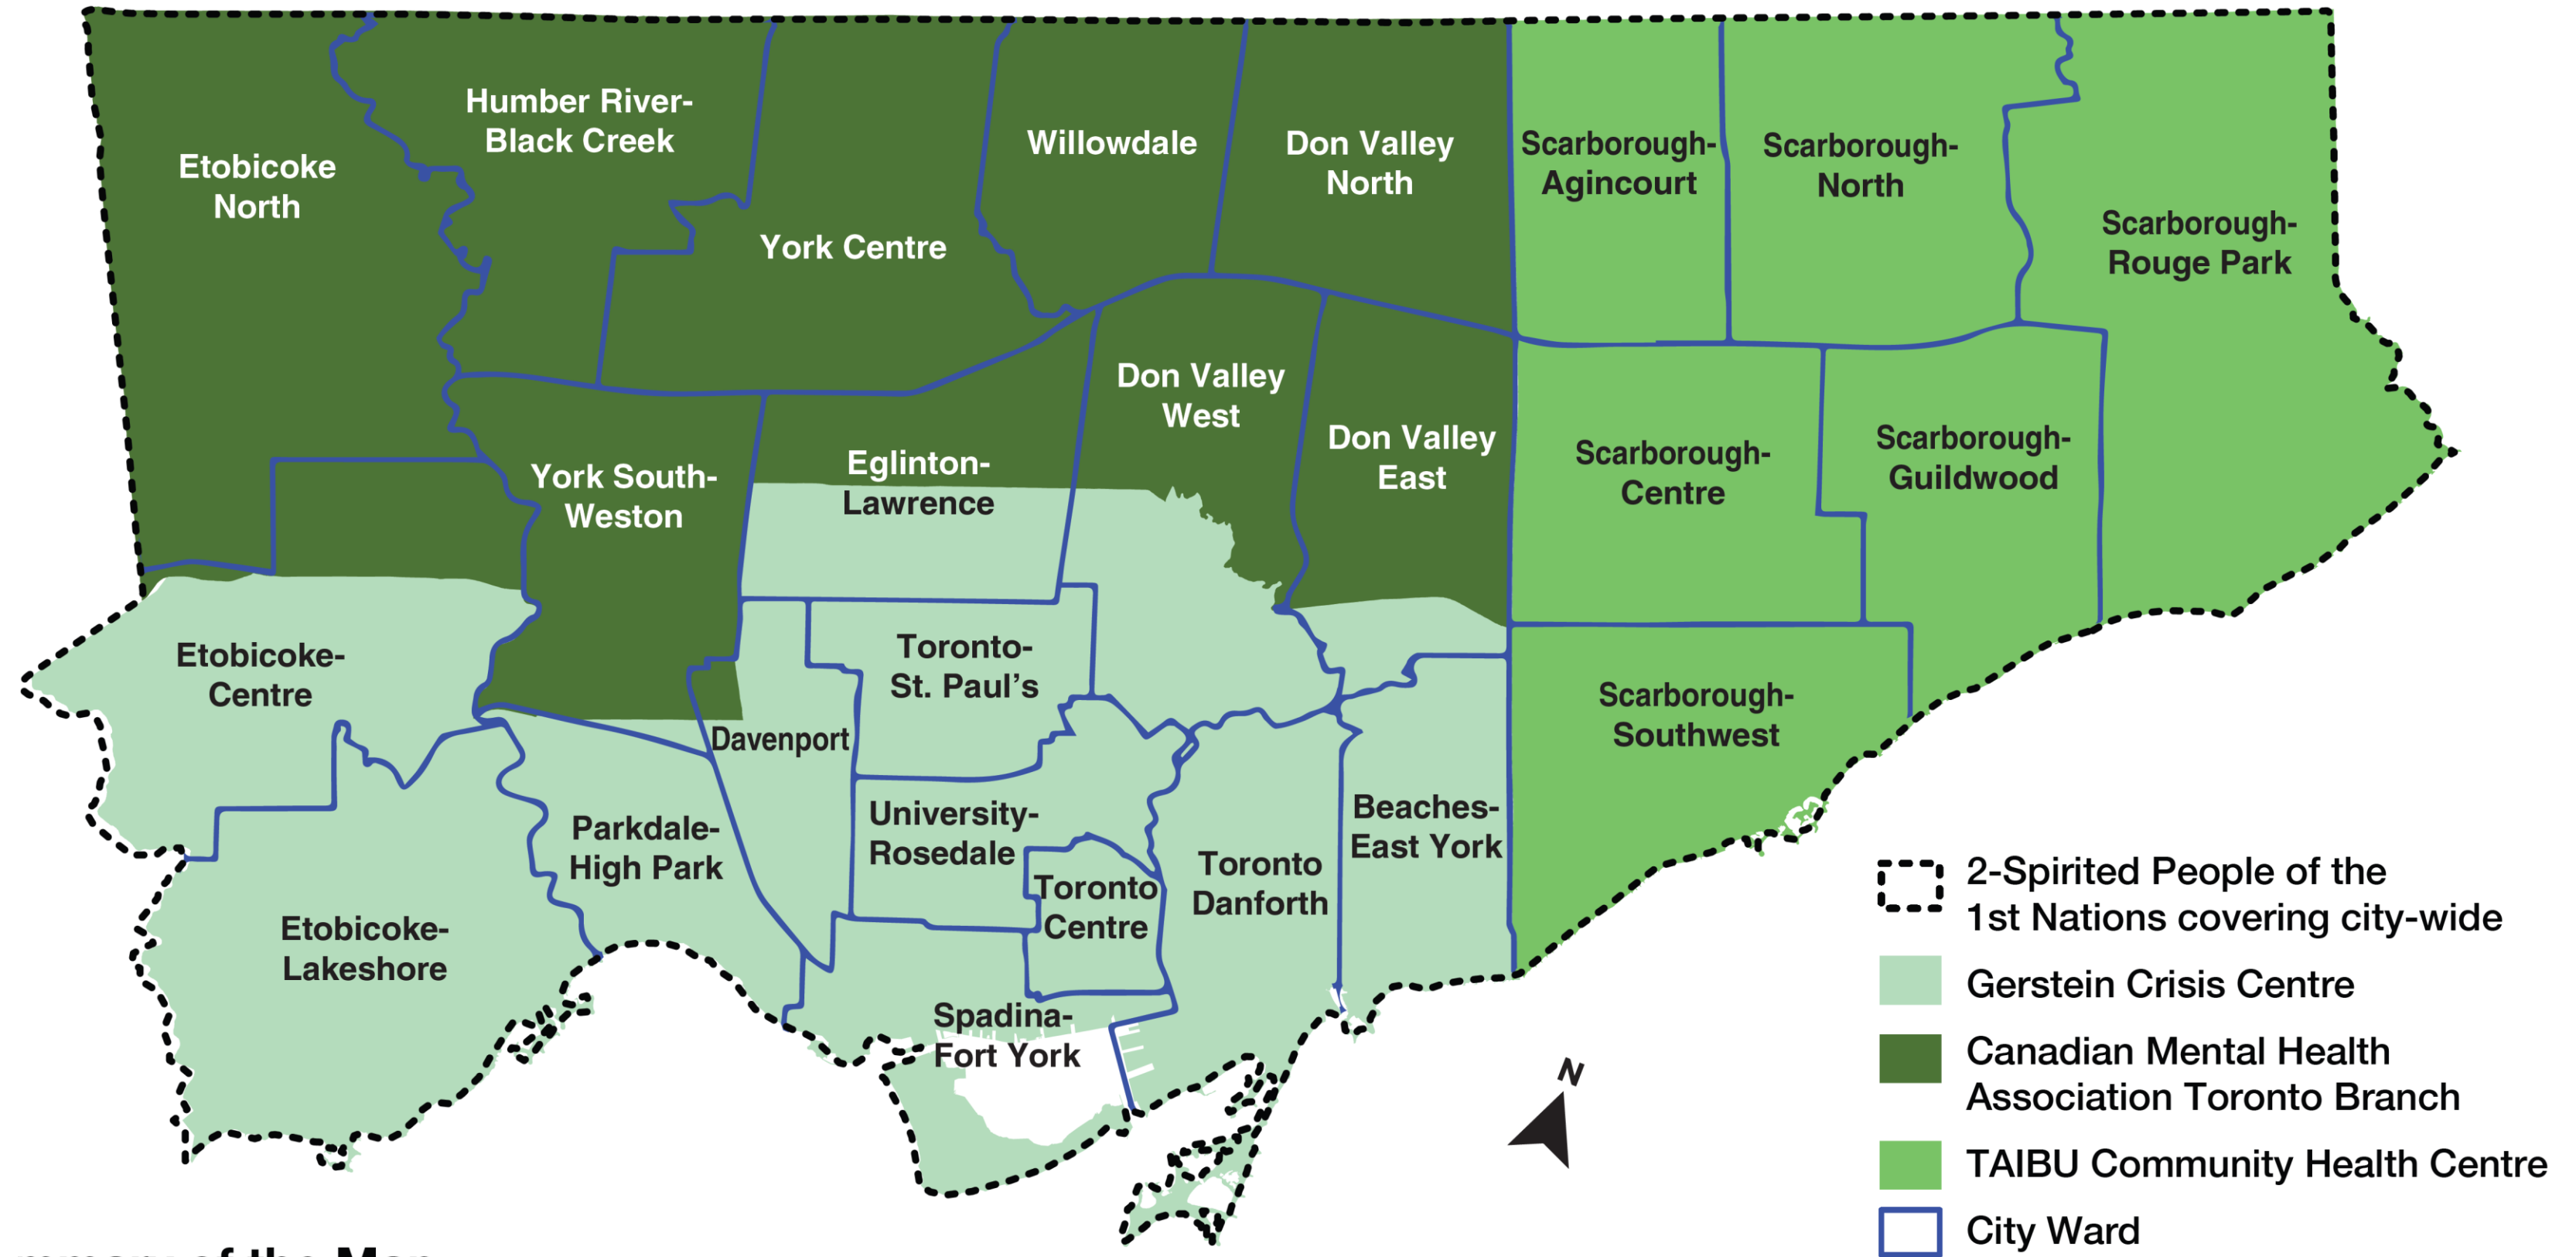 Humber River-
Black Creek
Etobicoke
North
York Centre
Willowdale
Don Valley
North
Scarborough-
Agincourt
Scarborough-
North
Scarborough-
Rouge Park
York South-
Weston
Eglinton-
Lawrence
Don Valley
West
Don Valley
East
Scarborough-
Centre
Scarborough-
Guildwood
Etobicoke-
Centre
Toronto-
St. Paul's
Davenport
Scarborough-
Southwest
Parkdale-
High Park
University-
Rosedale
Toronto
Centre
Toronto
Danforth
Beaches-
East York
Etobicoke-
Lakeshore
Spadina-
Fort York
N
2-Spirited People of the
1st Nations covering city-wide
Gerstein Crisis Centre
Canadian Mental Health
Association Toronto Branch
TAIBU Community Health Centre
City Ward
of the Map